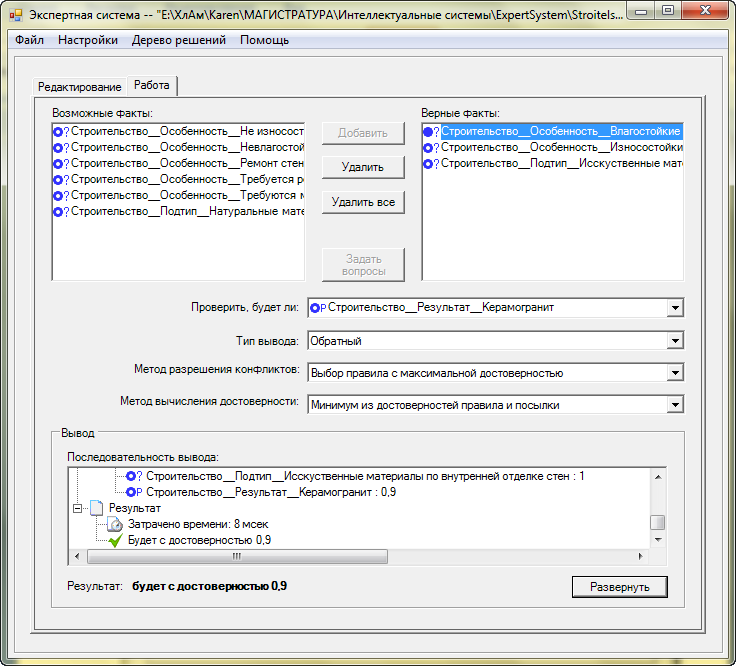 Экспертная система -- "E:\ХлАм\Karen\МАГИСТРАТУРА\Интеллектуальные системы\ExpertSystem\Stroitels...
Файл Настройки Дерево решений Помощь
Редактирование Работа
Возможные факты: Верные факты:
? Строительство__Особенность__Не износост
? Строительство__Особенность__Невлагостой
? Строительство__Особенность__Ремонт стен
? Строительство__Особенность__Требуется ре
? Строительство__Особенность__Требуются м
? Строительство__Подтип__Натуральные мате
Добавить
Удалить
Удалить все
Задать
вопросы
? Строительство__Особенность__Влагостойкие
? Строительство__Особенность__Износостойки
? Строительство__Подтип__Исскуственные мат
Проверить, будет ли: Р Строительство__Результат__Керамогранит
Тип вывода: Обратный
Метод разрешения конфликтов: Выбор правила с максимальной достоверностью
Метод вычисления достоверности: Минимум из достоверностей правила и посылки
Вывод
Последовательность вывода:
? Строительство__Подтип__Исскуственные материалы по внутренней отделке стен : 1
Р Строительство__Результат__Керамогранит : 0,9
Результат
Затрачено времени: 8 мсек
Будет с достоверностью 0,9
Результат: будет с достоверностью 0,9
Развернуть